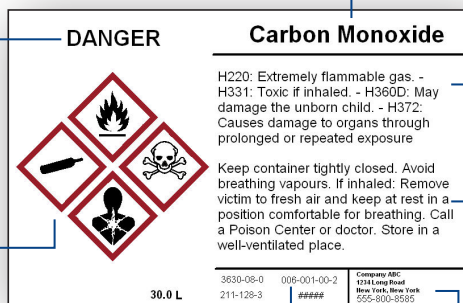 DANGER
Carbon Monoxide
H220: Extremely flammable gas. -
H331: Toxic if inhaled. - H360D: May
damage the unborn child. - H372:
Causes damage to organs through
prolonged or repeated exposure
Keep container tightly closed. Avoid
breathing vapours. If inhaled: Remove
victim to fresh air and keep at rest in a
position comfortable for breathing. Call
a Poison Center or doctor. Store in a
well-ventilated place.
30.0 L
3630-08-0 006-001-00-2
211-128-3 #####
Company ABC
1234 Long Road
New York, New York
555-800-8585